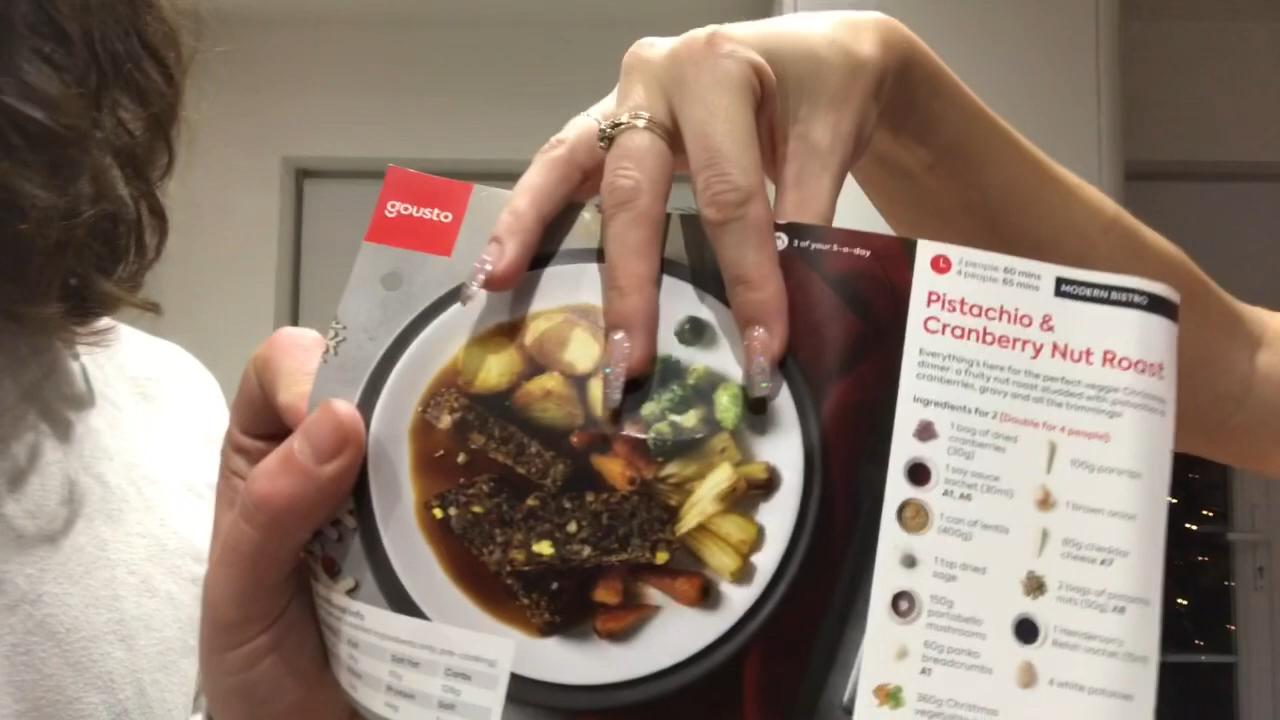 gousto
3 of your 5-a-day
2 people: 60 mins
4 people: 65 mins
MODERN BISTRO
Pistachio &
Cranberry Nut Roast
Everything's here for the perfect veggie Christmas
dinner: a fruity nut roast studded with pistachios &
cranberries, gravy and all the trimmings!
Ingredients for 2 (Double for 4 people)
1 bag of dried
cranberries
(30g)
1 soy sauce
sachet (30ml)
A1, A6
1 can of lentils
(400g)
1 tsp dried
sage
150g
portobello
mushrooms
60g panko
breadcrumbs
A1
360g Christmas
100g parsnips
1 brown onion
80g cheddar
cheese A7
2 bags of pistachio
nuts (50g) A8
1 Henderson's
Relish sachet (15ml)
4 white potatoes
info
Carbs
Protein
Salt